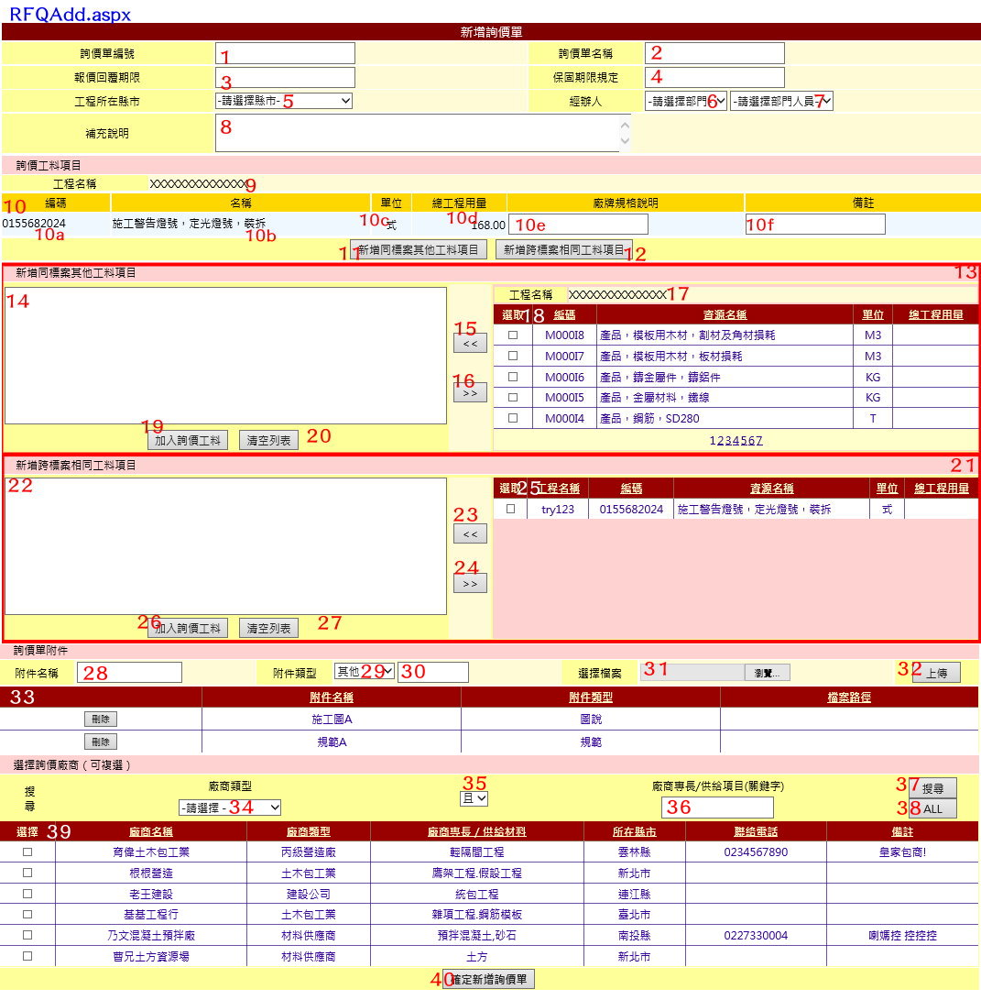 RFQAdd.aspx
新增詢價單
詢價單編號 1 詢價單名稱 2
報價回覆期限 3 保固期限規定 4
工程所在縣市 -請選擇縣市- 5 經辦人 -請選擇部門- 6 -請選擇部門人員- 7
補充說明 8
詢價工料項目
工程名稱 XXXXXXXXXXXXXX 9
10 編碼 名稱 單位 總工程用量 廠牌規格說明 備註
0155682024 10a 施工警告燈號，定光燈號，裝拆 10b 10c 式 10d 168.00 10e 10f
11 新增同標案其他工料項目 新增跨標案相同工料項目 12
新增同標案其他工料項目 13
14 工程名稱 XXXXXXXXXXXXXX 17
15 << 選取 18 編碼 資源名稱 單位 總工程用量
M000I8 產品，模板用木材，割材及角材損耗 M3
M000I7 產品，模板用木材，板材損耗 M3
16 >> M000I6 產品，鑄金屬件，鑄鋁件 KG
M000I5 產品，金屬材料，鐵線 KG
M000I4 產品，鋼筋，SD280 T
19 加入詢價工料 清空列表 20 1234567
新增跨標案相同工料項目 21
22 選取 25 工程名稱 編碼 資源名稱 單位 總工程用量
23 << try123 0155682024 施工警告燈號，定光燈號，裝拆 式
24 >>
26 加入詢價工料 清空列表 27
詢價單附件
附件名稱 28 附件類型 其他 29 30 選擇檔案 31 瀏覽... 32 上傳
33 附件名稱 附件類型 檔案路徑
刪除 施工圖A 圖說
刪除 規範A 規範
選擇詢價廠商（可複選）
搜尋 廠商類型 -請選擇- 34 35 且 廠商專長/供給項目(關鍵字) 36 37 搜尋
38 ALL
選擇 39 廠商名稱 廠商類型 廠商專長／供給材料 所在縣市 聯絡電話 備註
育偉土木包工業 丙級營造廠 輕隔間工程 雲林縣 0234567890 皇家包商!
根根營造 土木包工業 鷹架工程.假設工程 新北市
老王建設 建設公司 統包工程 連江縣
基基工程行 土木包工業 雜項工程.鋼筋模板 臺北市
乃文混凝土預拌廠 材料供應商 預拌混凝土,砂石 南投縣 0227330004 喇媽控 控控控
曹兄土方資源場 材料供應商 土方 新北市
40 確定新增詢價單